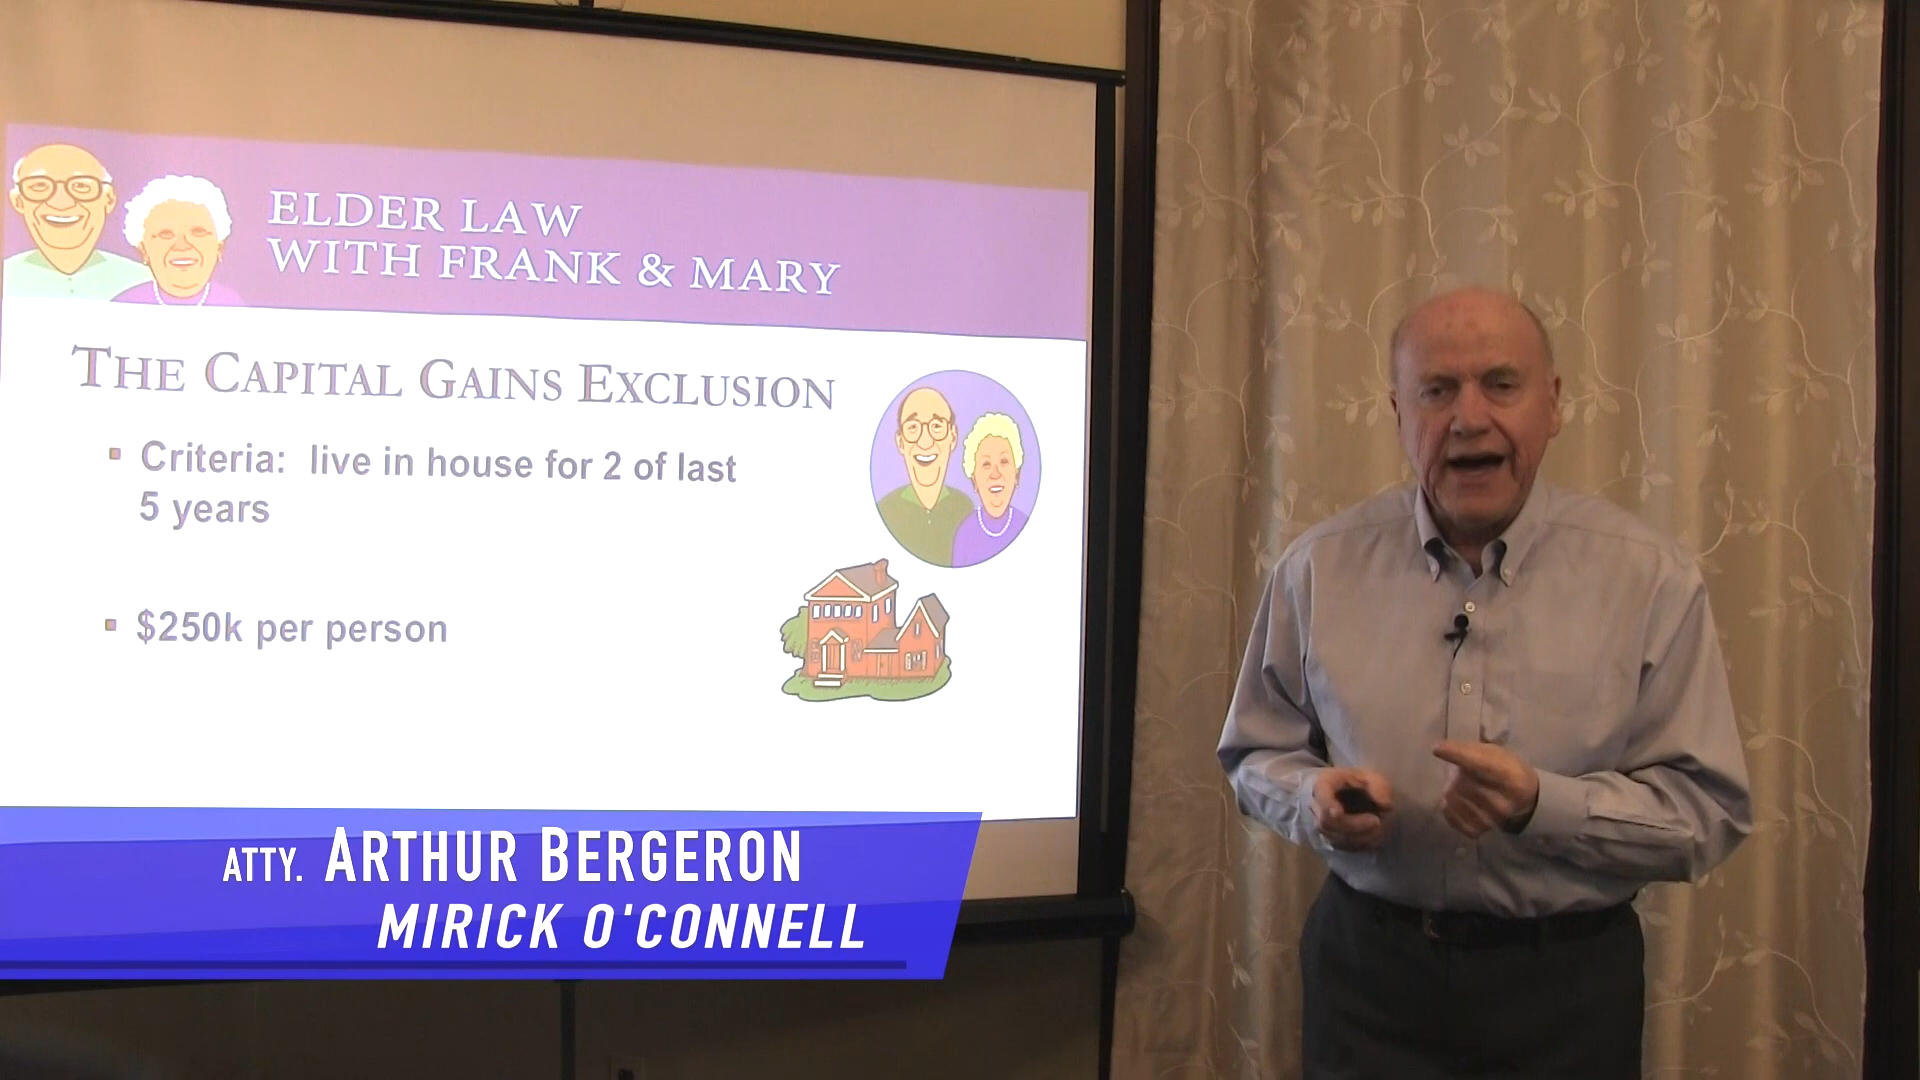 ELDER LAW
WITH FRANK & MARY
THE CAPITAL GAINS EXCLUSION
▪ Criteria: live in house for 2 of last
5 years
▪ $250k per person
ATTY. ARTHUR BERGERON
MIRICK O'CONNELL